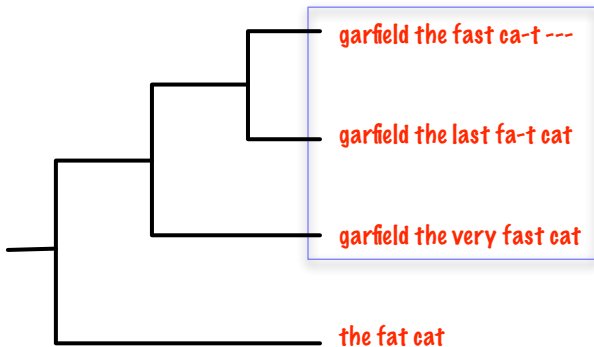 garfield the fast ca-t ---
garfield the last fa-t cat
garfield the very fast cat
the fat cat